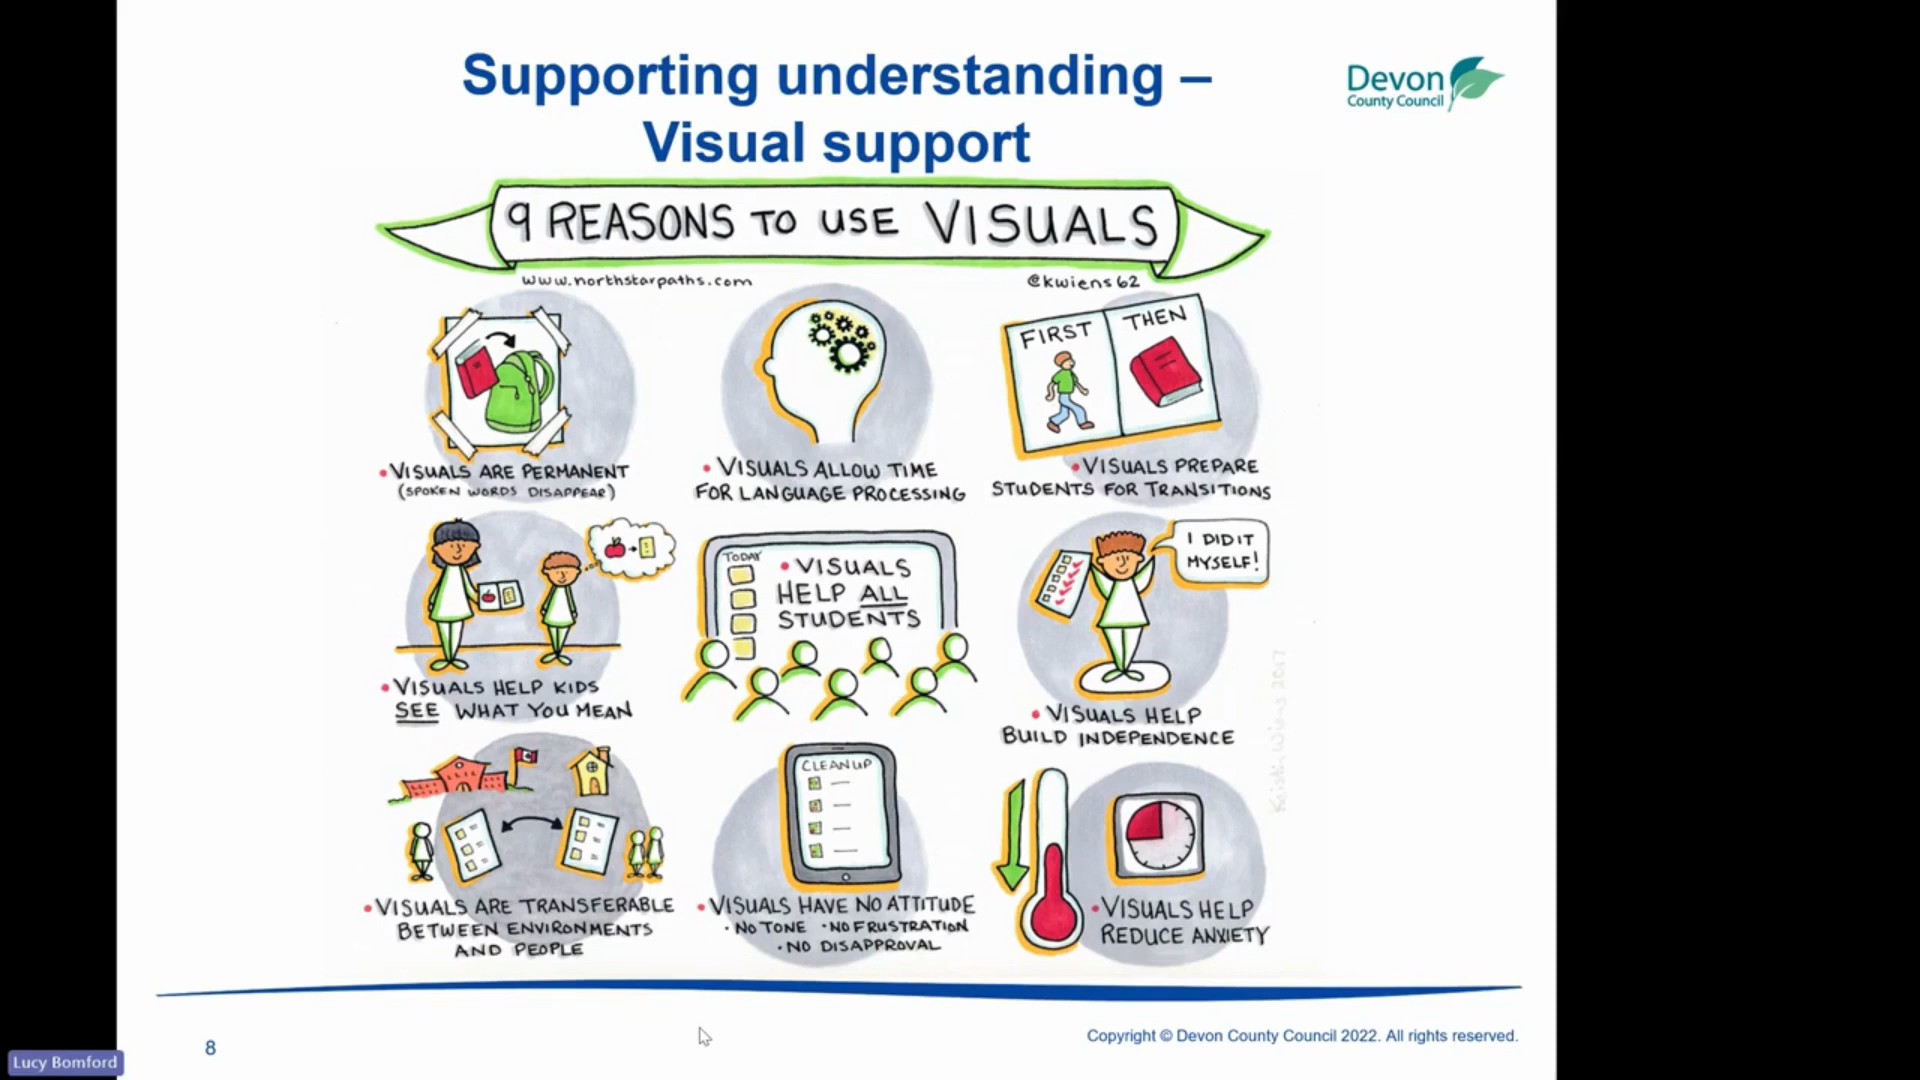 Supporting understanding –
Visual support
Devon
County Council
9 REASONS TO USE VISUALS
www.northstarpaths.com
@kwiens62
FIRST
THEN
• VISUALS ARE PERMANENT
(SPOKEN WORDS DISAPPEAR)
• VISUALS ALLOW TIME
FOR LANGUAGE PROCESSING
• VISUALS PREPARE
STUDENTS FOR TRANSITIONS
• VISUALS HELP KIDS
SEE WHAT YOU MEAN
TODAY
• VISUALS
HELP ALL
STUDENTS
I DID IT
MYSELF!
• VISUALS HELP
BUILD INDEPENDENCE
Kristin Wiens 2017
• VISUALS ARE TRANSFERABLE
BETWEEN ENVIRONMENTS
AND PEOPLE
CLEAN UP
• VISUALS HAVE NO ATTITUDE
• NO TONE • NO FRUSTRATION
• NO DISAPPROVAL
• VISUALS HELP
REDUCE ANXIETY
8
Copyright © Devon County Council 2022. All rights reserved.
Lucy Bomford